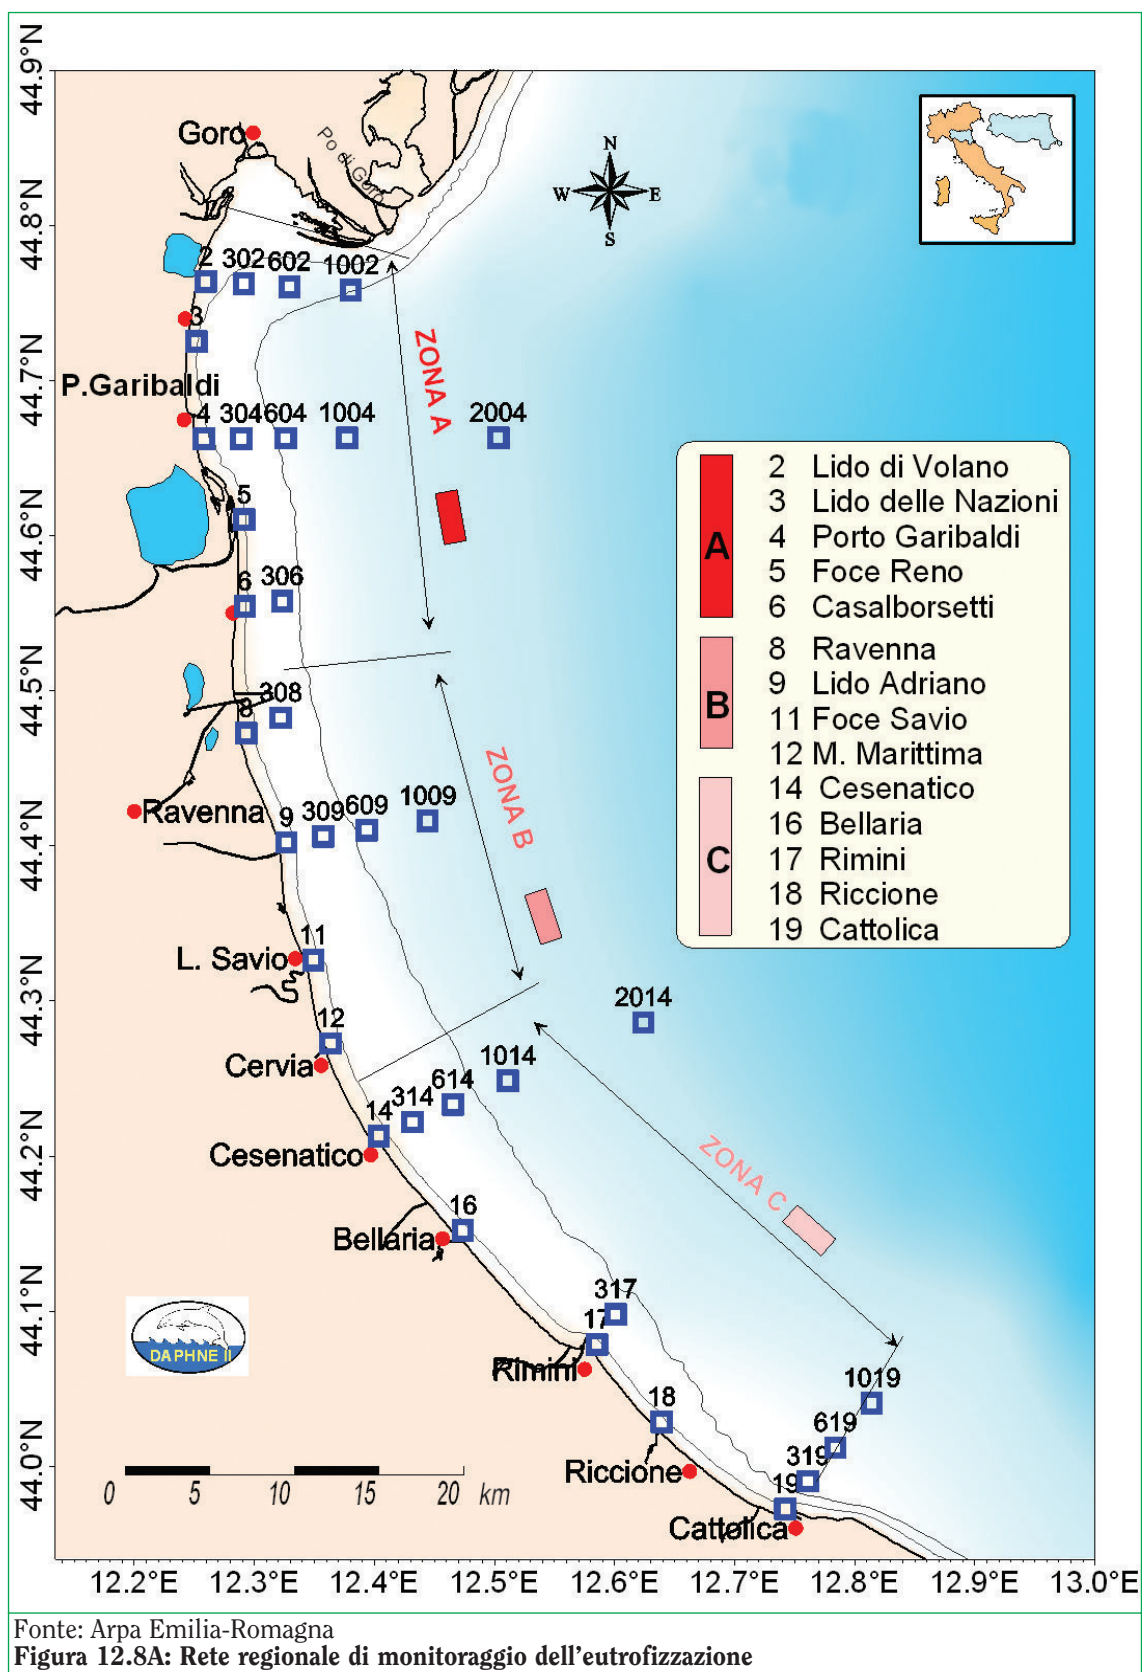 44.9°N
44.8°N
44.7°N
44.6°N
44.5°N
44.4°N
44.3°N
44.2°N
44.1°N
44.0°N
Goro
Po di Goro
N
W E
S
2 302 602 1002
3
P.Garibaldi
4 304 604 1004 2004
ZONA A
5
6 306
308
8
Ravenna
9 309 609 1009
ZONA B
L. Savio
11
12
Cervia
2014
14 314 614 1014
Cesenatico
ZONA C
16
Bellaria
317
17
Rimini
18
Riccione
1019
619
319
19
Cattolica
A
2 Lido di Volano
3 Lido delle Nazioni
4 Porto Garibaldi
5 Foce Reno
6 Casalborsetti
B
8 Ravenna
9 Lido Adriano
11 Foce Savio
12 M. Marittima
C
14 Cesenatico
16 Bellaria
17 Rimini
18 Riccione
19 Cattolica
DAPHNE II
0 5 10 15 20 km
12.2°E 12.3°E 12.4°E 12.5°E 12.6°E 12.7°E 12.8°E 12.9°E 13.0°E
Fonte: Arpa Emilia-Romagna
Figura 12.8A: Rete regionale di monitoraggio dell'eutrofizzazione